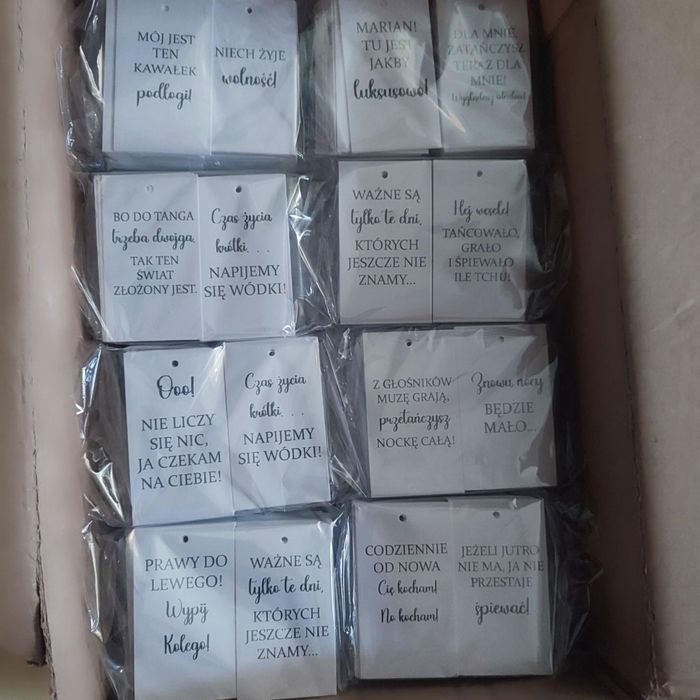 MÓJ JEST
TEN
KAWAŁEK
podłogi!
NIECH ŻYJE
wolność!
MARIAN!
TU JEST
JAKBY
luksusowo!
DLA MNIE,
ZATAŃCZYSZ
TERAZ DLA
MNIE!
BO DO TANGA
trzeba dwojga,
TAK TEN
ŚWIAT
ZŁOŻONY JEST.
Czas życia
krótki. . .
NAPIJEMY
SIĘ WÓDKI!
WAŻNE SĄ
tylko te dni,
KTÓRYCH
JESZCZE NIE
ZNAMY...
Hej wesele!
TAŃCOWAŁO,
GRAŁO
I ŚPIEWAŁO
ILE TCHU!
Ooo!
NIE LICZY
SIĘ NIC,
JA CZEKAM
NA CIEBIE!
Czas życia
krótki. . .
NAPIJEMY
SIĘ WÓDKI!
Z GŁOŚNIKÓW
MUZĘ GRAJĄ,
przetańczysz
NOCKĘ CAŁĄ!
Znowu nocy
BĘDZIE
MAŁO...
PRAWY DO
LEWEGO!
Wypij
Kolego!
WAŻNE SĄ
tylko te dni,
KTÓRYCH
JESZCZE NIE
ZNAMY...
CODZIENNIE
OD NOWA
Cię kocham!
No kocham!
JEŻELI JUTRO
NIE MA, JA NIE
PRZESTAJĘ
śpiewać!